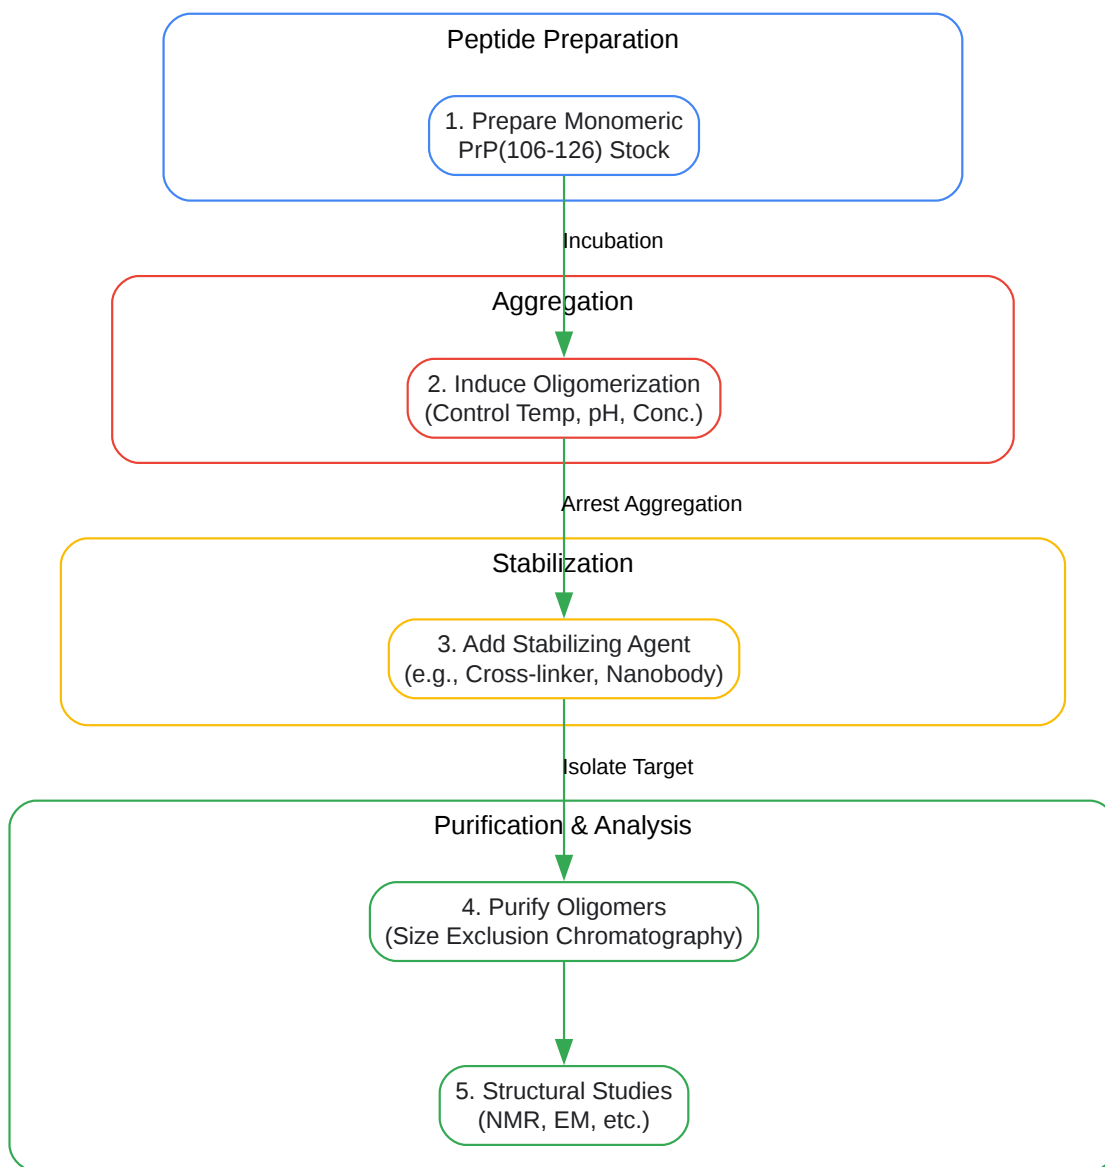 Peptide Preparation
1. Prepare Monomeric
PrP(106-126) Stock
Incubation
Aggregation
2. Induce Oligomerization
(Control Temp, pH, Conc.)
Arrest Aggregation
Stabilization
3. Add Stabilizing Agent
(e.g., Cross-linker, Nanobody)
Isolate Target
Purification & Analysis
4. Purify Oligomers
(Size Exclusion Chromatography)
5. Structural Studies
(NMR, EM, etc.)